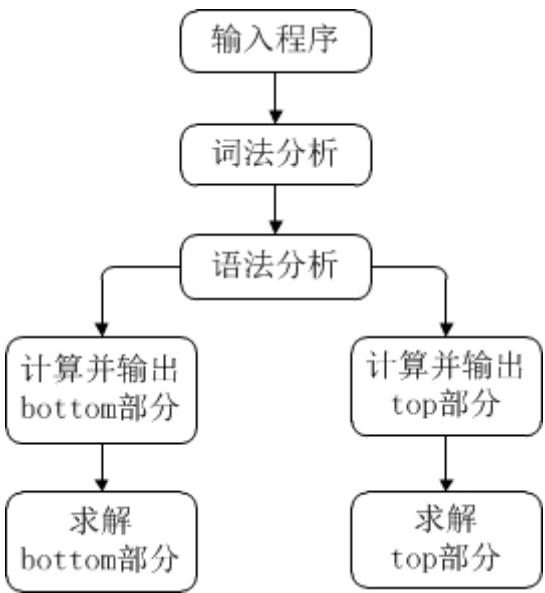 输入程序
词法分析
语法分析
计算并输出
bottom部分
计算并输出
top部分
求解
bottom部分
求解
top部分